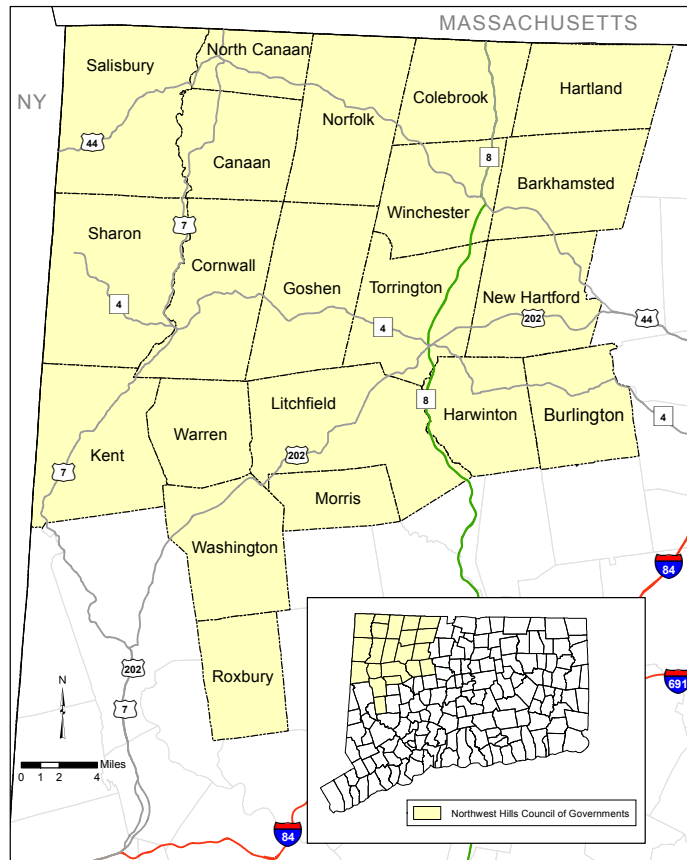 MASSACHUSETTS
NY
Salisbury
North Canaan
Colebrook
Hartland
Norfolk
44
Canaan
8
Barkhamsted
Winchester
7
Sharon
Cornwall
Goshen
Torrington
New Hartford
4
4
202
44
Litchfield
8
Harwinton
Burlington
4
Warren
Kent
202
7
Morris
Washington
84
202
Roxbury
691
N
7
Miles
0 1 2 4
84
Northwest Hills Council of Governments